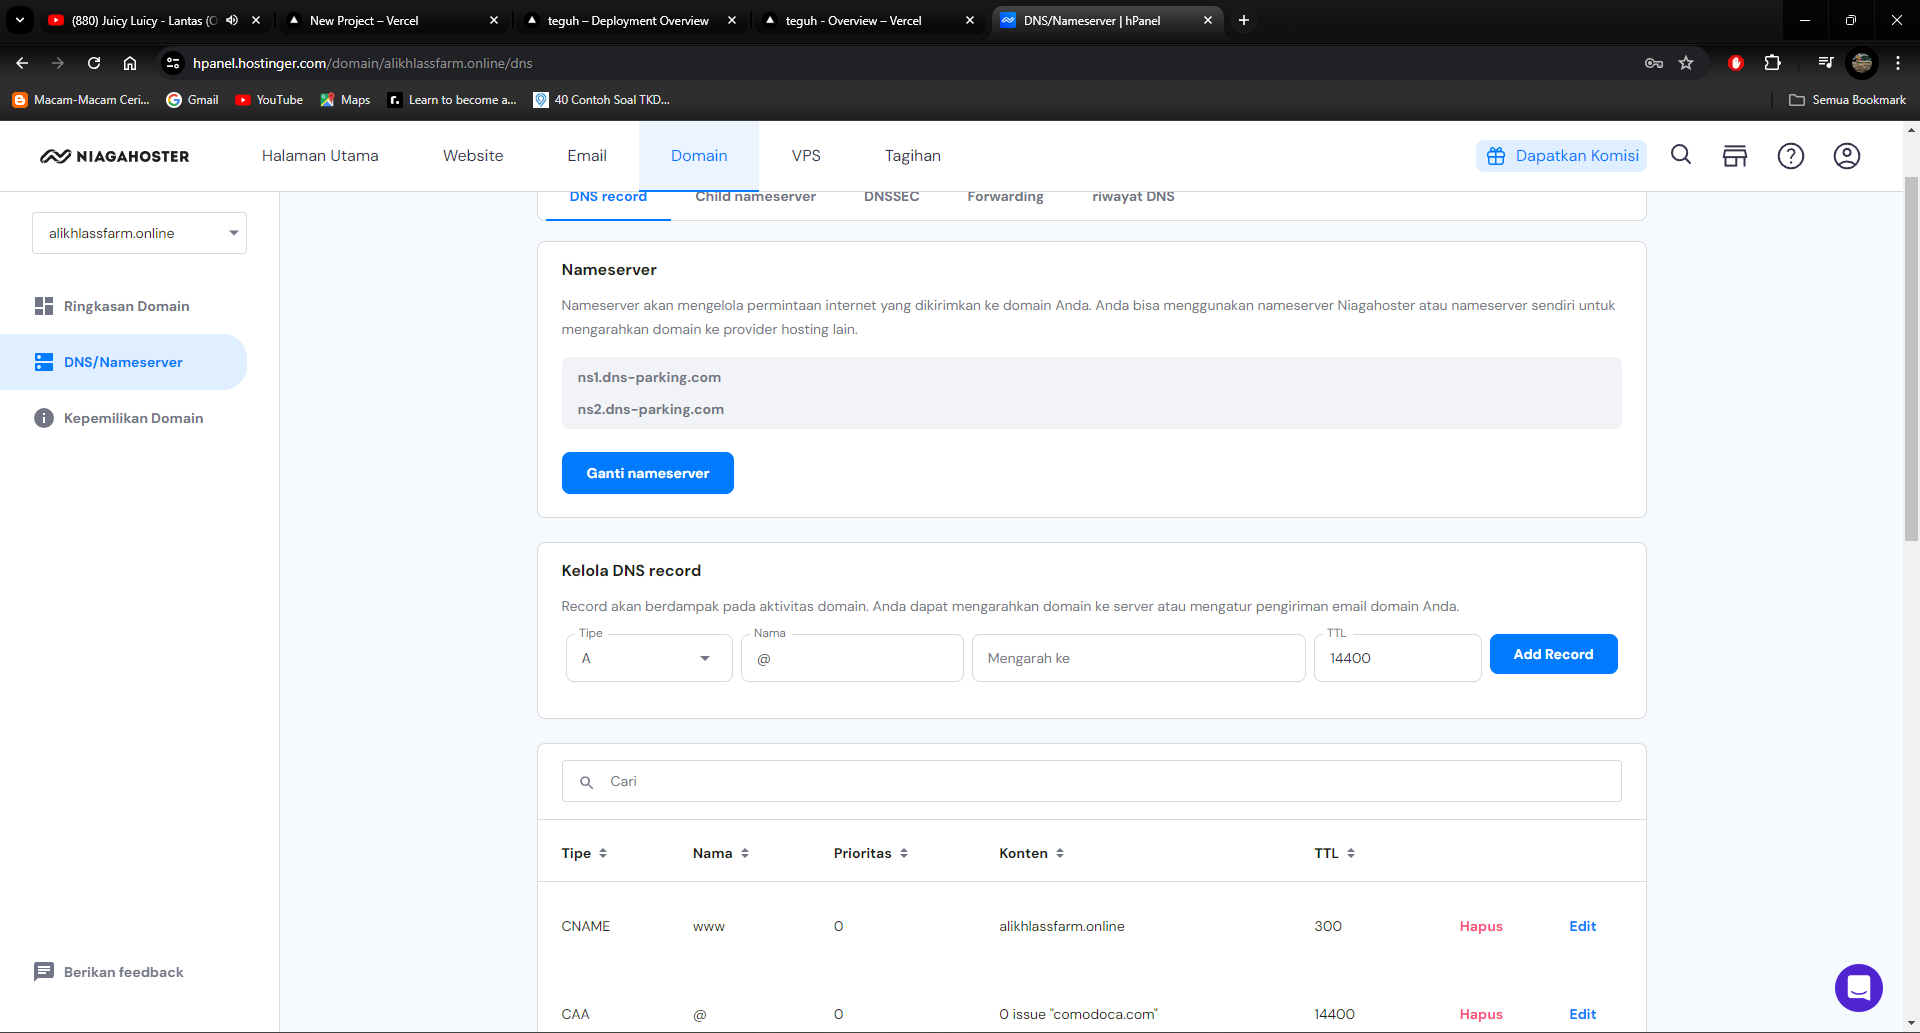 (880) Juicy Luicy - Lantas (O
New Project – Vercel
teguh – Deployment Overview
teguh - Overview – Vercel
DNS/Nameserver | hPanel
hpanel.hostinger.com/domain/alikhlassfarm.online/dns
Macam-Macam Ceri...
Gmail
YouTube
Maps
Learn to become a...
40 Contoh Soal TKD...
Semua Bookmark
NIAGAHOSTER
Halaman Utama
Website
Email
Domain
VPS
Tagihan
Dapatkan Komisi
alikhlassfarm.online
Ringkasan Domain
DNS/Nameserver
Kepemilikan Domain
Berikan feedback
DNS record
Child nameserver
DNSSEC
Forwarding
riwayat DNS
Nameserver
Nameserver akan mengelola permintaan internet yang dikirimkan ke domain Anda. Anda bisa menggunakan nameserver Niagahoster atau nameserver sendiri untuk
mengarahkan domain ke provider hosting lain.
ns1.dns-parking.com
ns2.dns-parking.com
Ganti nameserver
Kelola DNS record
Record akan berdampak pada aktivitas domain. Anda dapat mengarahkan domain ke server atau mengatur pengiriman email domain Anda.
Tipe
A
Nama
@
Mengarah ke
TTL
14400
Add Record
Cari
Tipe Nama Prioritas Konten TTL
CNAME www 0 alikhlassfarm.online 300 Hapus Edit
CAA @ 0 0 issue "comodoca.com" 14400 Hapus Edit